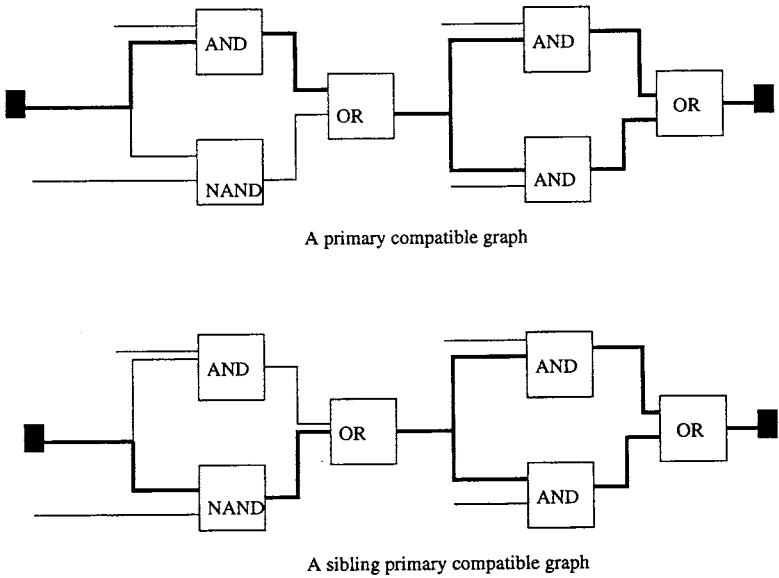 AND
AND
OR
OR
NAND
AND
A primary compatible graph
AND
AND
OR
OR
NAND
AND
A sibling primary compatible graph